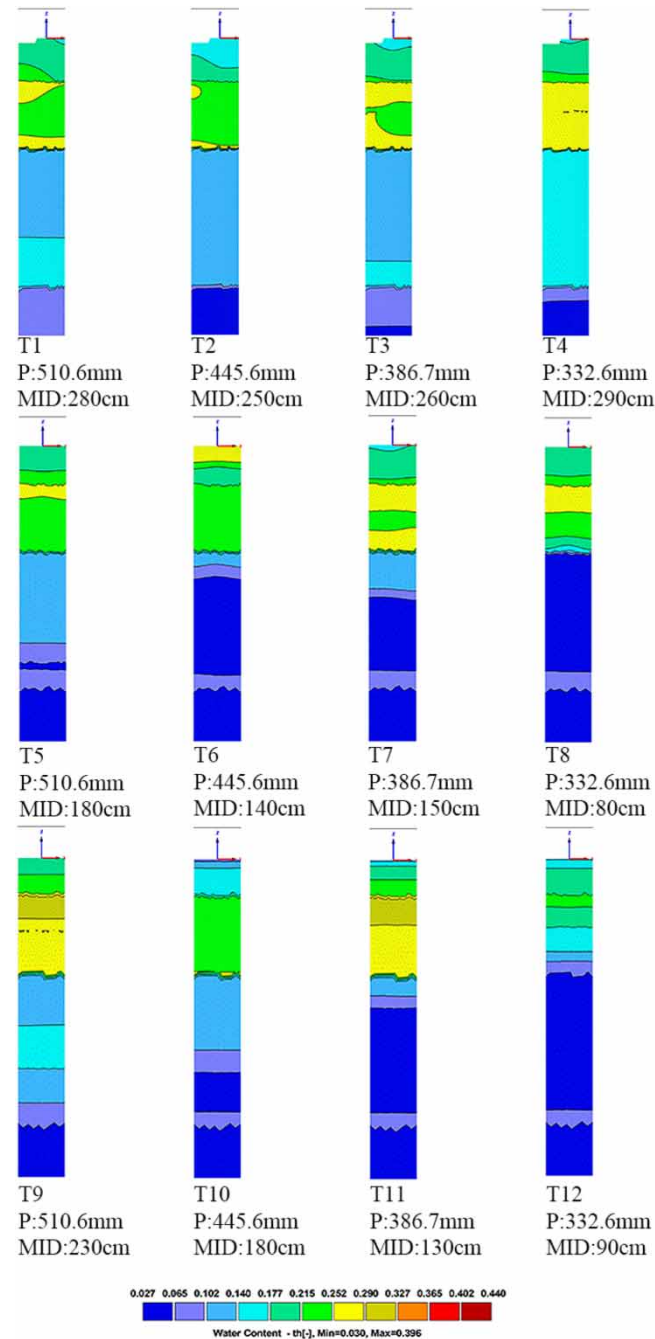 T1
P:510.6mm
MID:280cm
T2
P:445.6mm
MID:250cm
T3
P:386.7mm
MID:260cm
T4
P:332.6mm
MID:290cm
T5
P:510.6mm
MID:180cm
T6
P:445.6mm
MID:140cm
T7
P:386.7mm
MID:150cm
T8
P:332.6mm
MID:80cm
T9
P:510.6mm
MID:230cm
T10
P:445.6mm
MID:180cm
T11
P:386.7mm
MID:130cm
T12
P:332.6mm
MID:90cm
0.027 0.065 0.102 0.140 0.177 0.215 0.252 0.290 0.327 0.365 0.402 0.440
Water Content - th[-], Min=0.030, Max=0.396